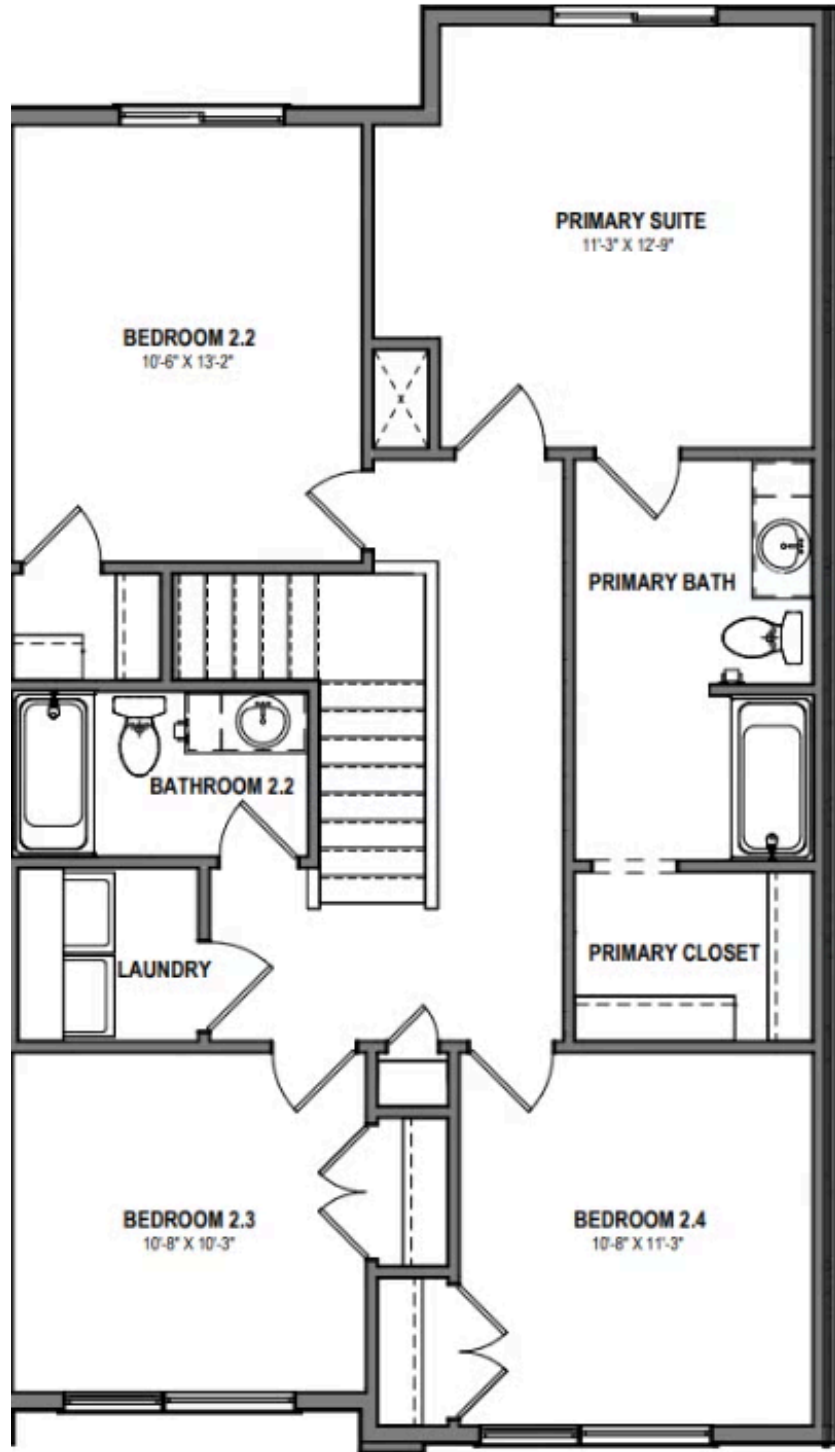 PRIMARY SUITE
11'-3" X 12'-9"
BEDROOM 2.2
10'-6" X 13'-2"
X
PRIMARY BATH
BATHROOM 2.2
LAUNDRY
PRIMARY CLOSET
BEDROOM 2.3
10'-8" X 10'-3"
BEDROOM 2.4
10'-8" X 11'-3"